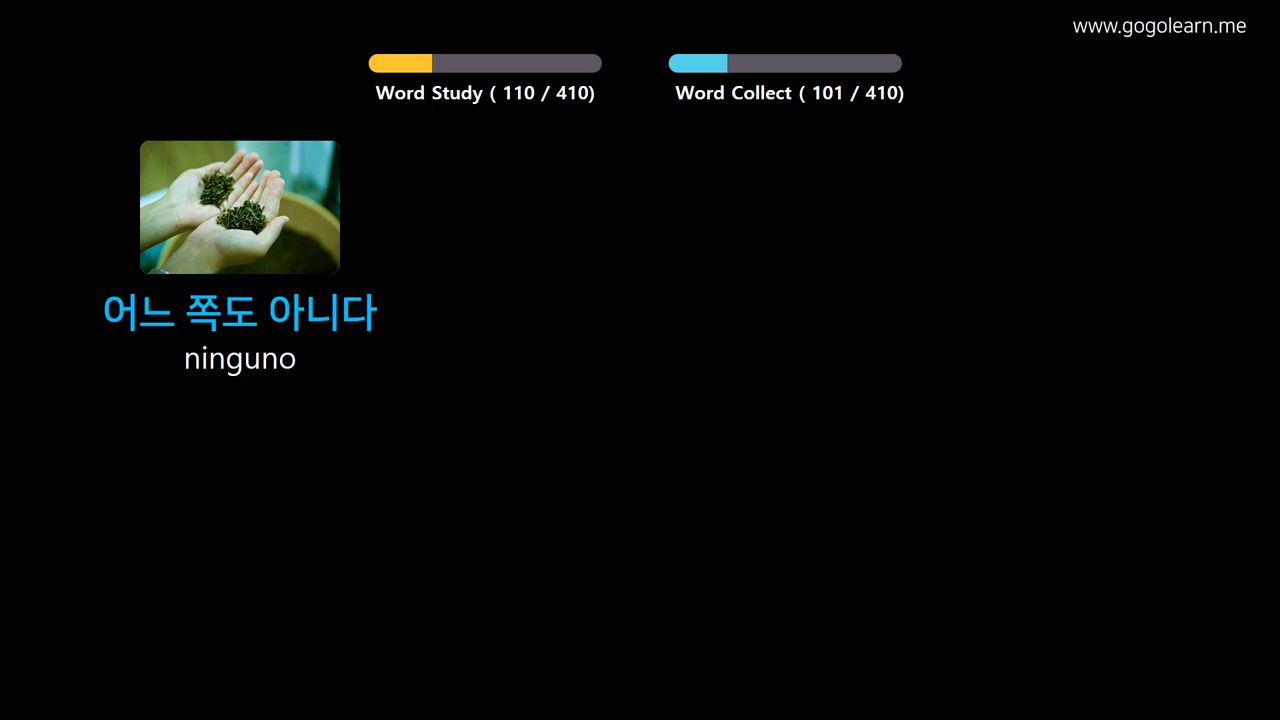 www.gogolearn.me
Word Study ( 110 / 410)
Word Collect ( 101 / 410)
어느 쪽도 아니다
ninguno